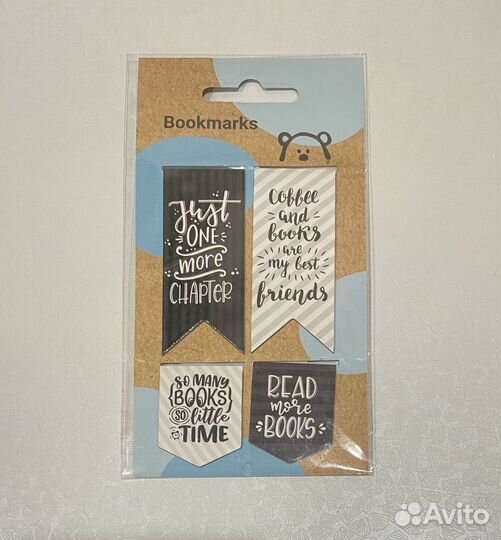 Bookmarks
Just
ONE
more
CHAPTER
Coffee
and
books
are
my best
friends
SO MANY
BOOKS
SO little
TIME
READ
more
BOOKS
Avito